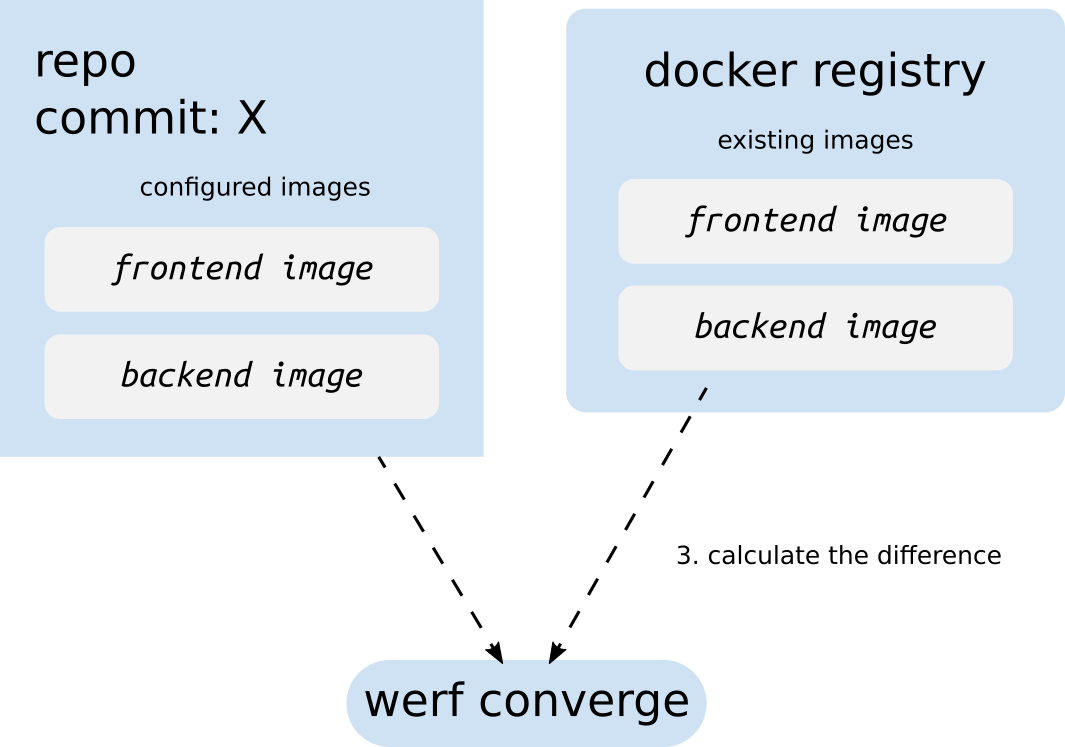 repo
commit: X
configured images
frontend image
backend image
docker registry
existing images
frontend image
backend image
3. calculate the difference
werf converge